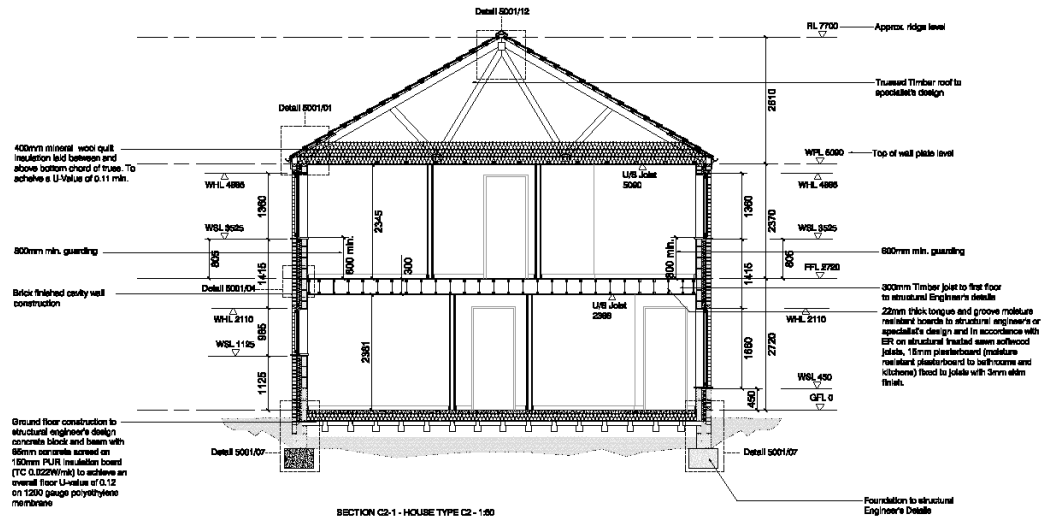 Detail 5001/12
RL 7700
Approx. ridge level
2610
Trussed Timber roof to
specialist's design
Detail 5001/01
400mm mineral wool quilt
insulation laid between and
above bottom chord of truss. To
acheive a U-Value of 0.11 min.
WPL 5090
Top of wall plate level
WHL 4885
U/S Joist
5090
WHL 4885
1360
2345
1360
2370
WSL 3525
WSL 3525
800mm min. guarding
805
800 min.
800 min.
805
800mm min. guarding
1415
300
1415
FFL 2720
Detail 5001/04
Brick finished cavity wall
construction
300mm Timber joist to first floor
to structural Engineer's details
U/S Joist
WHL 2110
WHL 2110
22mm thick tongue and groove moisture
resistant boards to structural engineer's or
specialist's design and in accordance with
ER on structural treated sawn softwood
joists, 15mm plasterboard (moisture
resistant plasterboard to bathrooms and
kitchens) fixed to joists with 3mm skim
finish.
985
WSL 1125
2381
1660
2720
1125
WSL 450
450
GFL 0
Ground floor construction to
structural engineer's design
concrete block and beam with
65mm concrete screed on
150mm PUR insulation board
(TC 0.022W/mk) to achieve an
overall floor U-value of 0.12
on 1200 gauge polyethylene
membrane
Detail 5001/07
Detail 5001/07
Foundation to structural
Engineer's Details
SECTION C2-1 - HOUSE TYPE C2 - 1:50